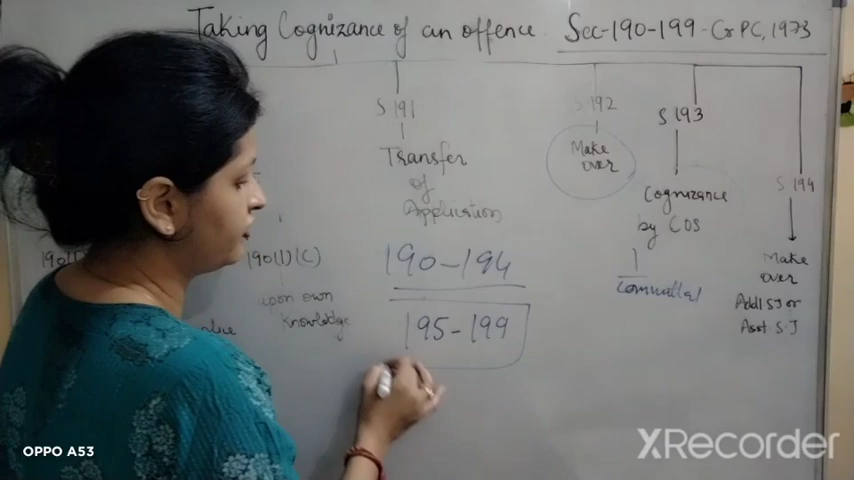 Taking Cognizance of an offence Sec-190-199-CrPC, 1973
S 191
Transfer
of
Application
S 192
Make
over
S 193
Cognizance
by COS
Committal
S 194
Make
over
Addl SJ or
Asst. S.J
190(1)(C)
upon own
knowledge
190-194
195-199
OPPO A53
XRecorder